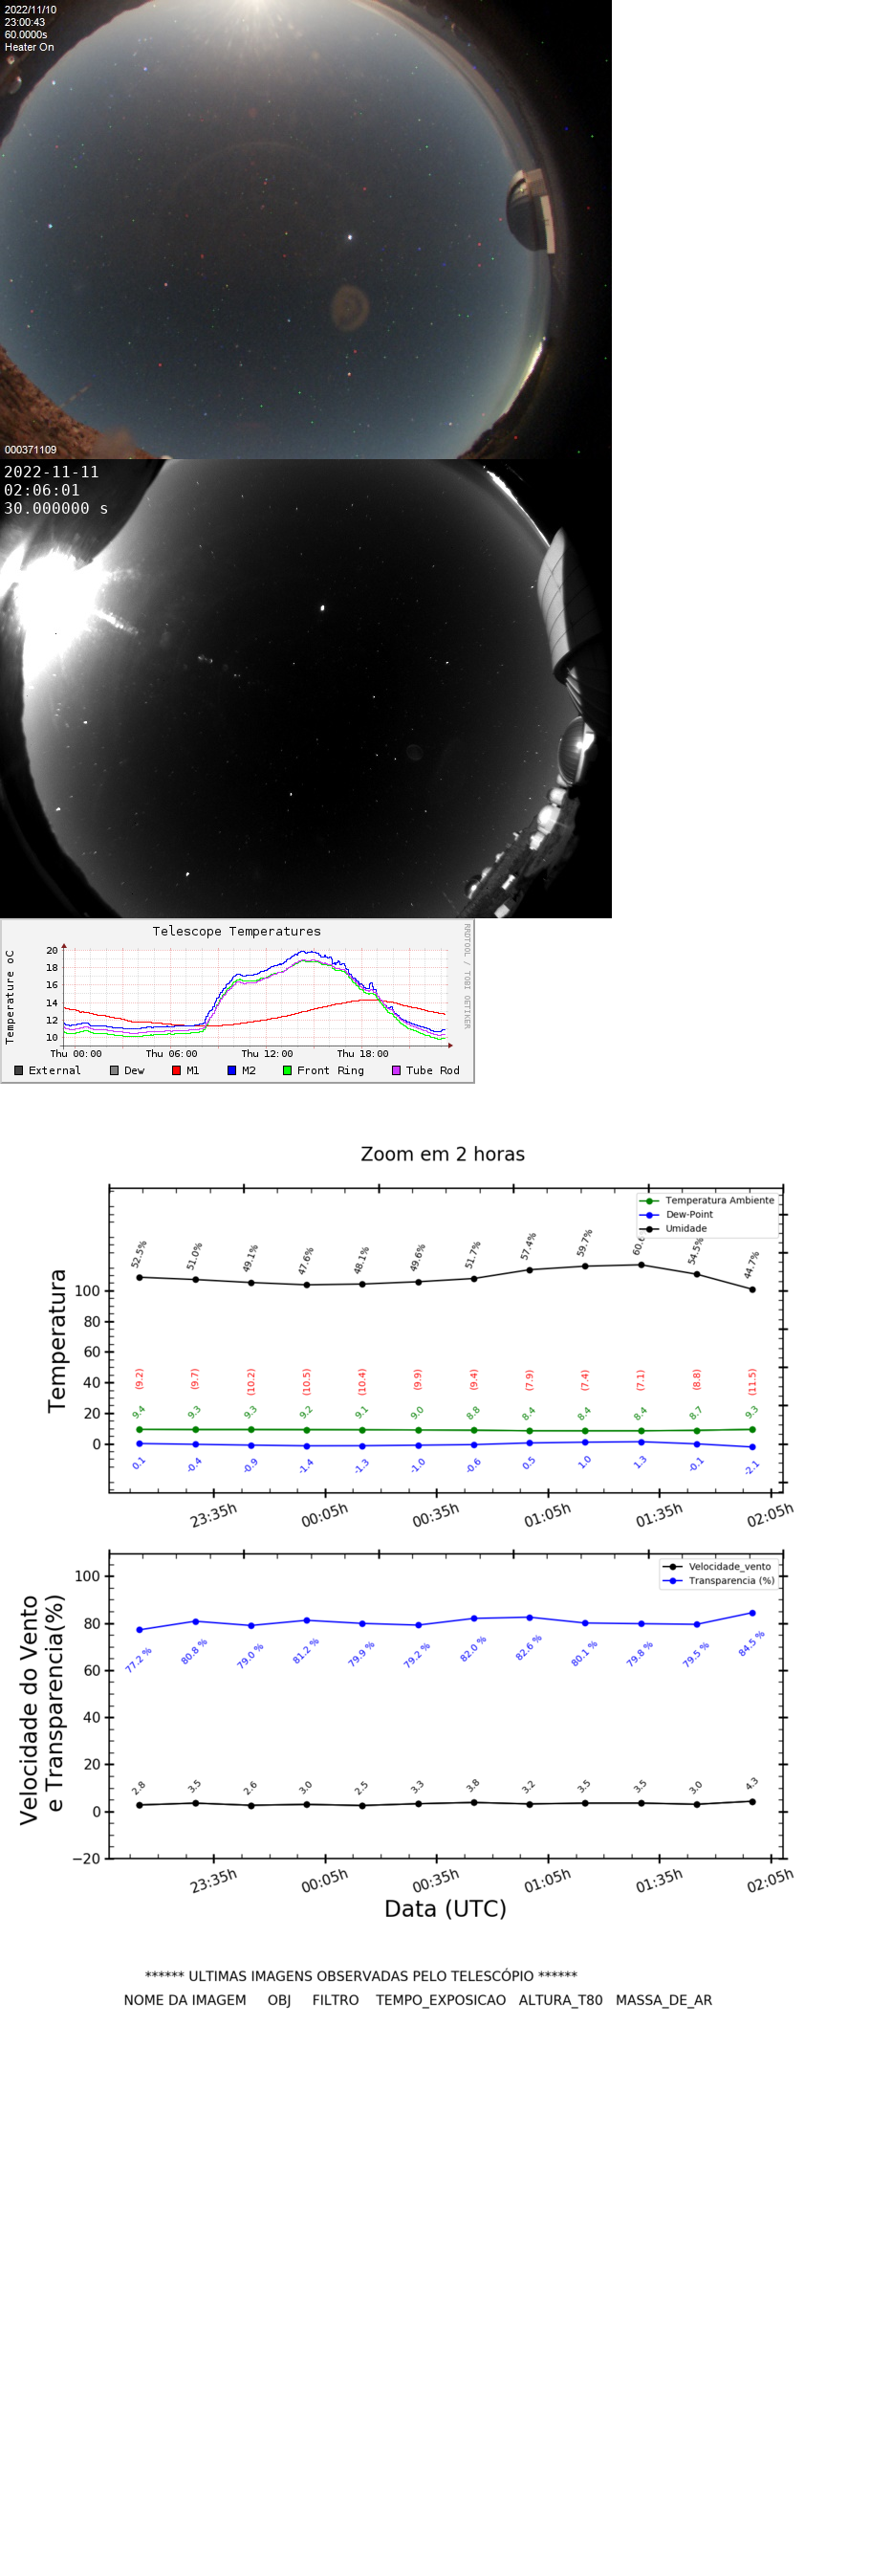 2022/11/10
23:00:43
60.0000s
Heater On
000371109
2022-11-11
02:06:01
30.000000 s
Telescope Temperatures
RRDTOOL / TOBI OETIKER
Temperature oC
20
18
16
14
12
10
Thu 00:00 Thu 06:00 Thu 12:00 Thu 18:00
External Dew M1 M2 Front Ring Tube Rod
Zoom em 2 horas
Temperatura Ambiente
Dew-Point
Umidade
Temperatura
100
80
60
40
20
0
52.5% 51.0% 49.1% 47.6% 48.1% 49.6% 51.7% 57.4% 59.7% 54.5% 44.7%
(9.2) (9.7) (10.2) (10.5) (10.4) (9.9) (9.4) (7.9) (7.4) (7.1) (8.8) (11.5)
9.4 9.3 9.3 9.2 9.1 9.0 8.8 8.4 8.4 8.4 8.7 9.3
0.1 -0.4 -0.9 -1.4 -1.3 -1.0 -0.6 0.5 1.0 1.3 -0.1 -2.1
23:35h 00:05h 00:35h 01:05h 01:35h 02:05h
Velocidade_vento
Transparencia (%)
Velocidade do Vento
e Transparencia(%)
100
80
60
40
20
0
−20
77.2 % 80.8 % 79.0 % 81.2 % 79.9 % 79.2 % 82.0 % 82.6 % 80.1 % 79.8 % 79.5 % 84.5 %
2.8 3.5 2.6 3.0 2.5 3.3 3.8 3.2 3.5 3.5 3.0 4.3
23:35h 00:05h 00:35h 01:05h 01:35h 02:05h
Data (UTC)
****** ULTIMAS IMAGENS OBSERVADAS PELO TELESCÓPIO ******
NOME DA IMAGEM OBJ FILTRO TEMPO_EXPOSICAO ALTURA_T80 MASSA_DE_AR